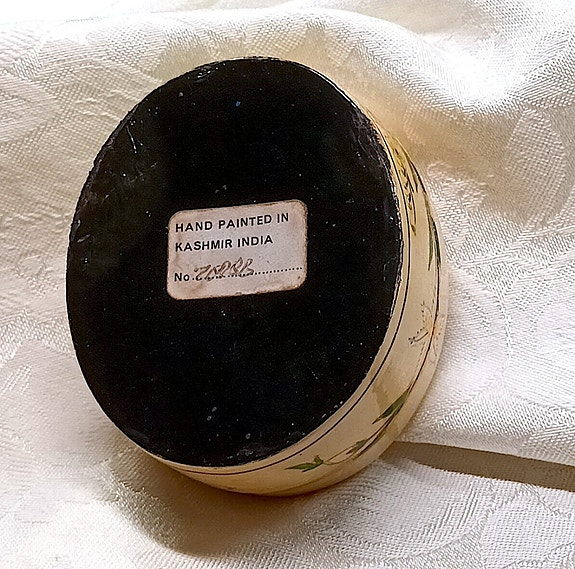 HAND PAINTED IN
KASHMIR INDIA
No.